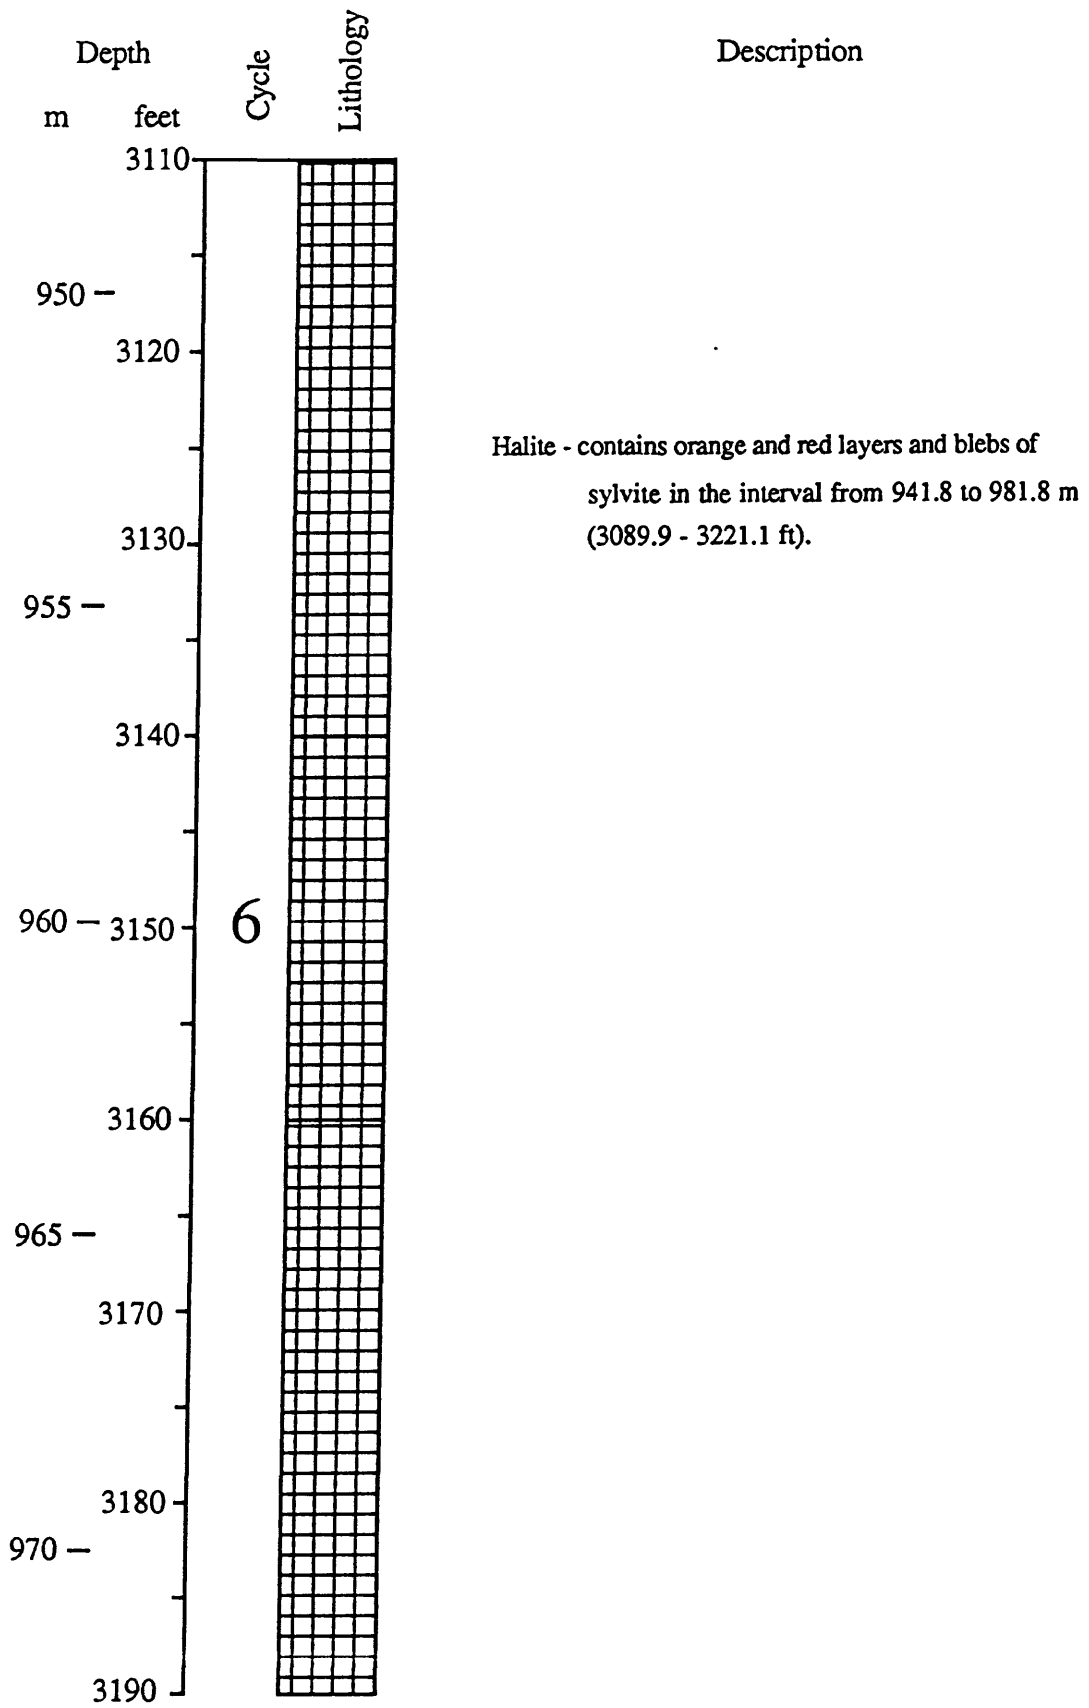 Depth
m feet
Cycle
Lithology
Description
3110
950
3120
Halite - contains orange and red layers and blebs of
sylvite in the interval from 941.8 to 981.8 m
(3089.9 - 3221.1 ft).
3130
955
3140
960
3150
6
3160
965
3170
3180
970
3190